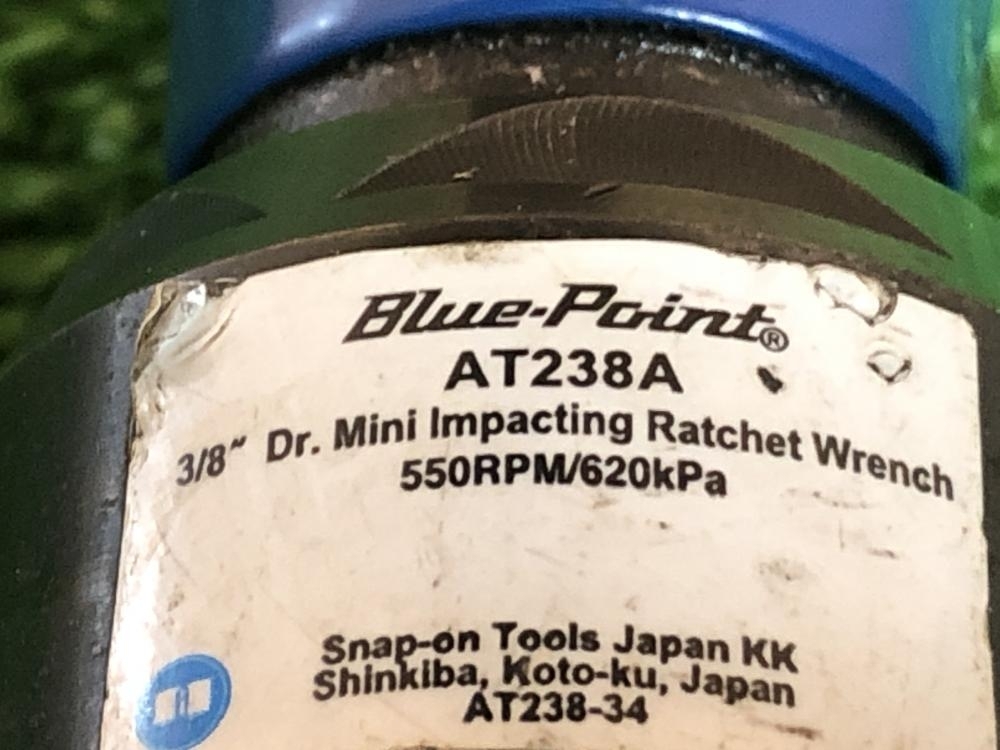 Blue-Point®
AT238A
3/8″ Dr. Mini Impacting Ratchet Wrench
550RPM/620kPa
Snap-on Tools Japan KK
Shinkiba, Koto-ku, Japan
AT238-34